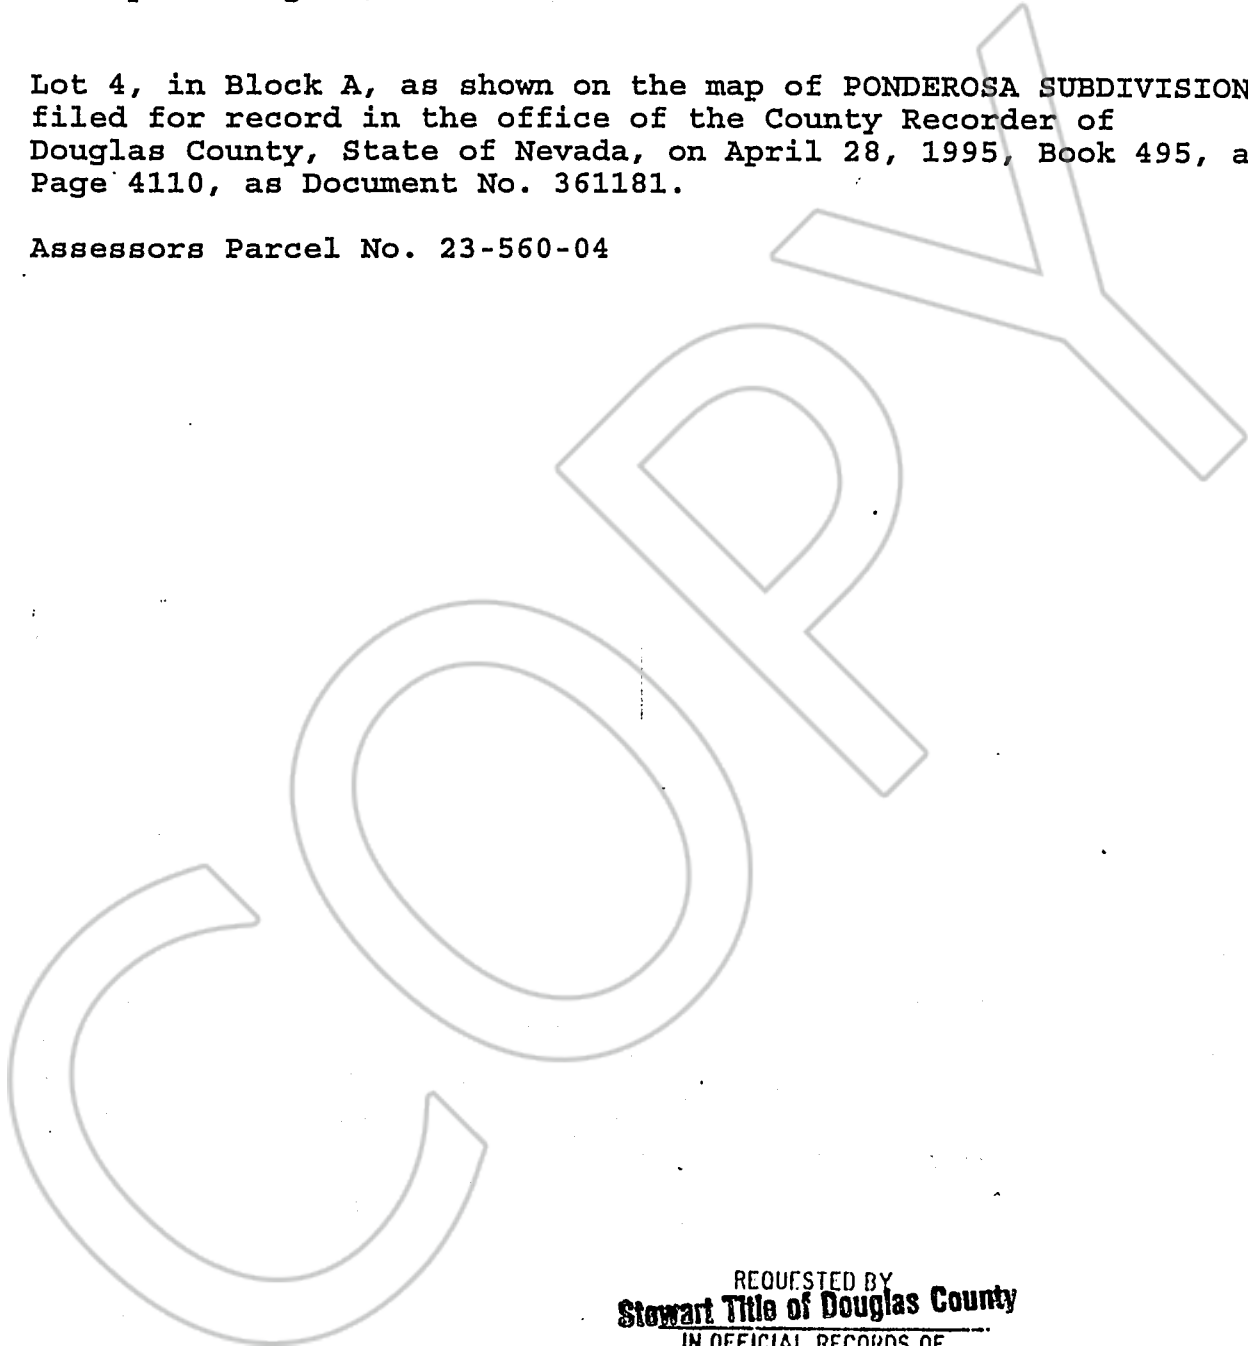 Lot 4, in Block A, as shown on the map of PONDEROSA SUBDIVISION
filed for record in the office of the County Recorder of
Douglas County, State of Nevada, on April 28, 1995, Book 495, a
Page 4110, as Document No. 361181.
Assessors Parcel No. 23-560-04
COPY
REQUESTED BY
Stewart Title of Douglas County
IN OFFICIAL RECORDS OF